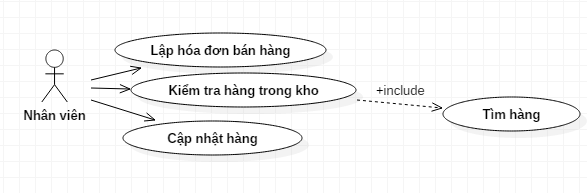 Lập hóa đơn bán hàng
Kiểm tra hàng trong kho
+include
Tìm hàng
Nhân viên
Cập nhật hàng